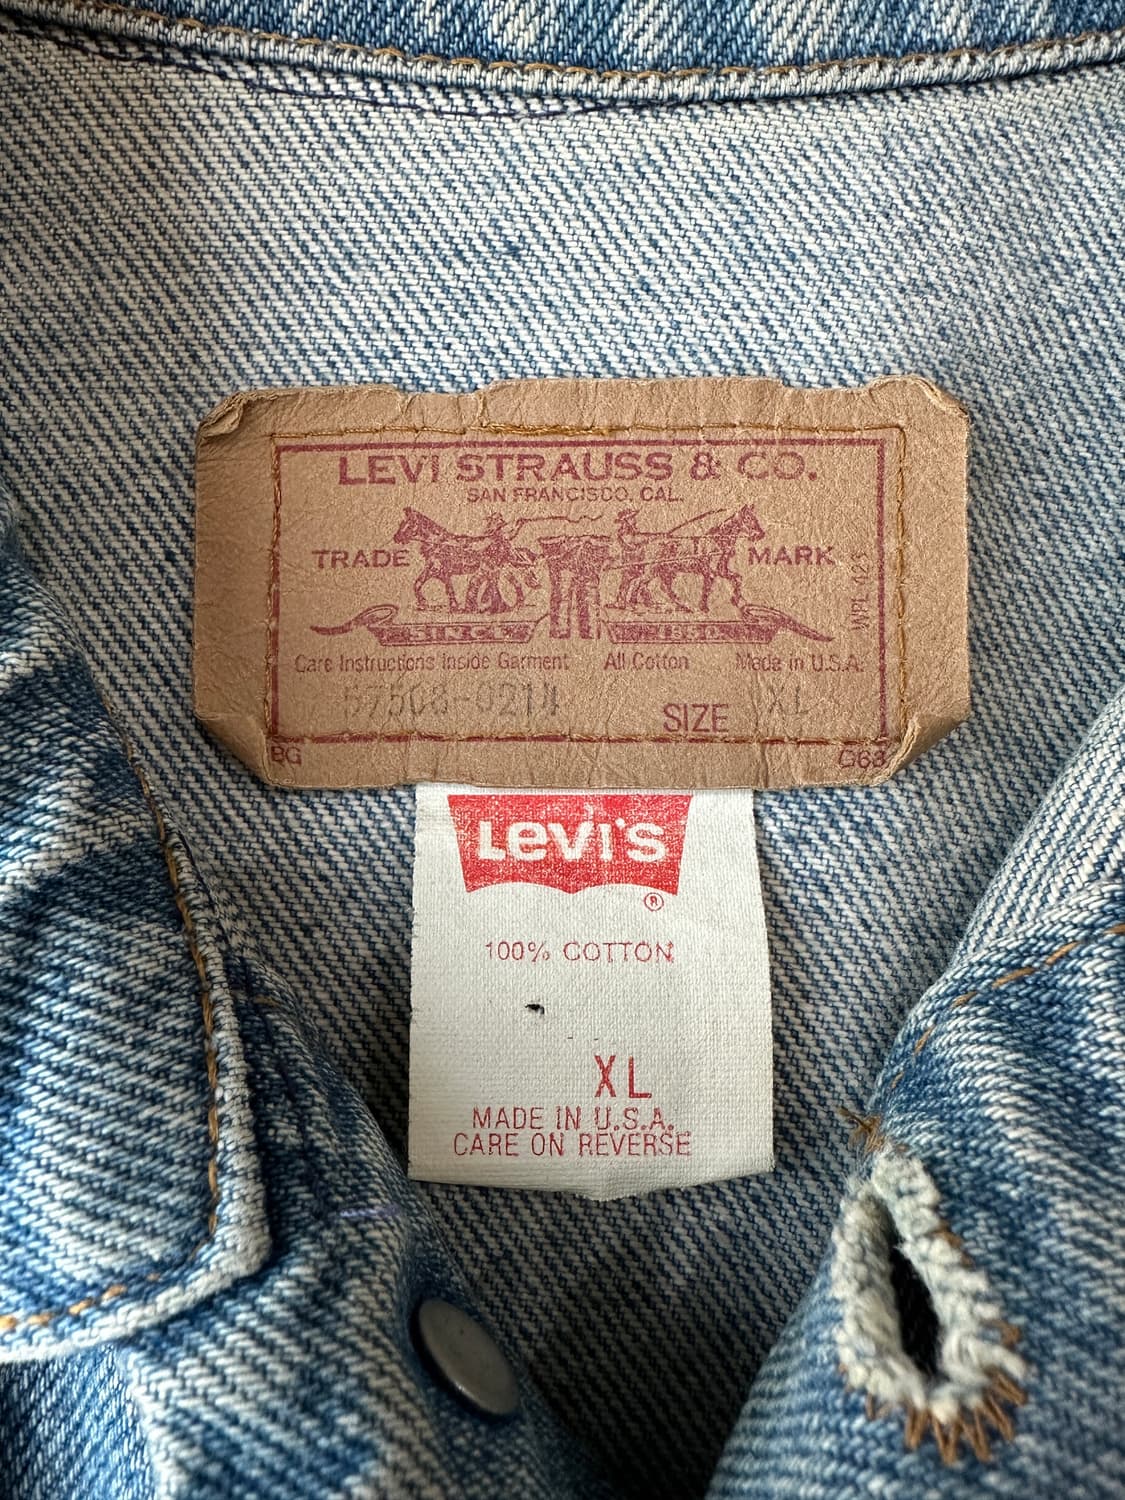 LEVI STRAUSS & CO.
SAN FRANCISCO, CAL.
TRADE MARK
WPL 423
SINCE 1850
Care Instructions Inside Garment All Cotton Made in U.S.A.
57508-0214 SIZE XL
BG G68
Levi's
®
100% COTTON
XL
MADE IN U.S.A.
CARE ON REVERSE